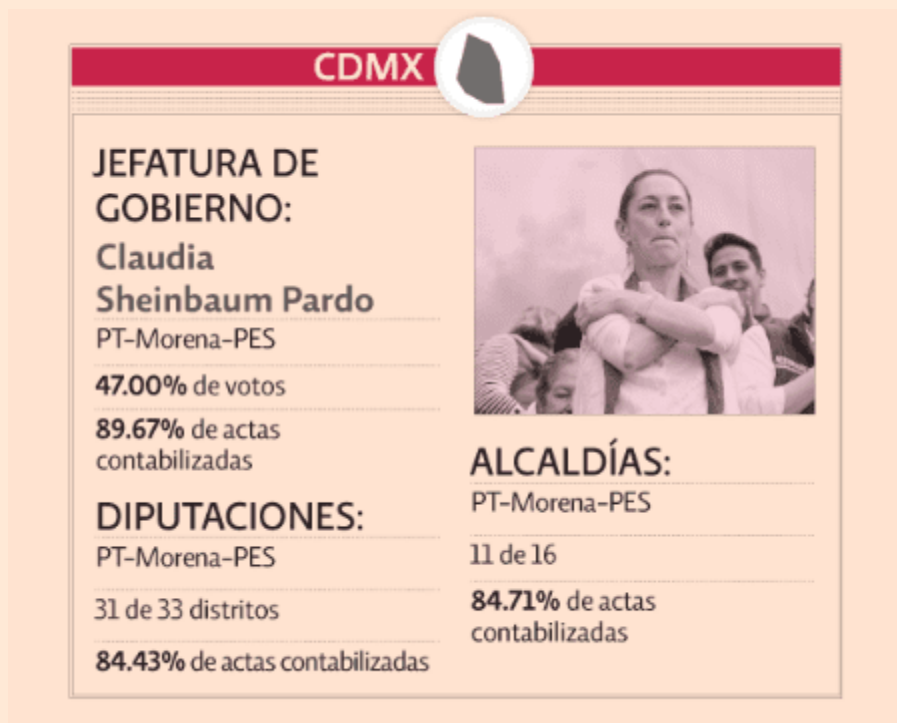 CDMX
JEFATURA DE
GOBIERNO:
Claudia
Sheinbaum Pardo
PT-Morena-PES
47.00% de votos
89.67% de actas
contabilizadas
DIPUTACIONES:
PT-Morena-PES
31 de 33 distritos
84.43% de actas contabilizadas
ALCALDÍAS:
PT-Morena-PES
11 de 16
84.71% de actas
contabilizadas